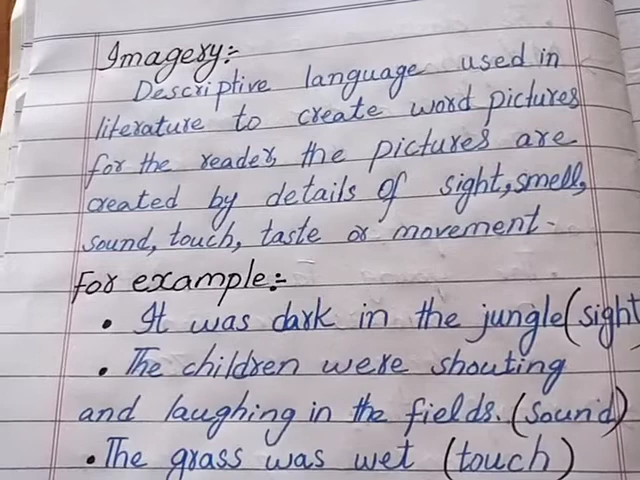 Imagery:-
Descriptive language used in
literature to create word pictures
for the reader, the pictures are
created by details of sight, smell,
sound, touch, taste or movement.
For example:-
• It was dark in the jungle (sight
• The children were shouting
and laughing in the fields. (sound)
• The grass was wet (touch)